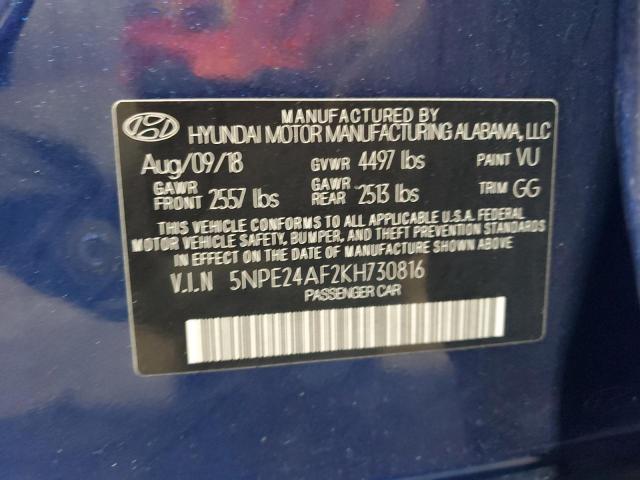 MANUFACTURED BY
HYUNDAI MOTOR MANUFACTURING ALABAMA, LLC
Aug/09/18 GVWR 4497 lbs PAINT VU
GAWR FRONT 2557 lbs GAWR REAR 2513 lbs TRIM GG
THIS VEHICLE CONFORMS TO ALL APPLICABLE U.S.A. FEDERAL
MOTOR VEHICLE SAFETY, BUMPER, AND THEFT PREVENTION STANDARDS
IN EFFECT ON THE DATE OF MANUFACTURE SHOWN ABOVE
V.I.N 5NPE24AF2KH730816
PASSENGER CAR